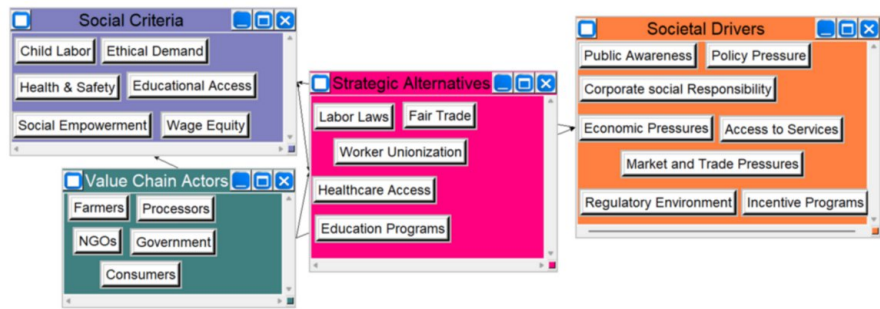 Social Criteria
Child Labor
Ethical Demand
Health & Safety
Educational Access
Social Empowerment
Wage Equity
Value Chain Actors
Farmers
Processors
NGOs
Government
Consumers
Strategic Alternatives
Labor Laws
Fair Trade
Worker Unionization
Healthcare Access
Education Programs
Societal Drivers
Public Awareness
Policy Pressure
Corporate social Responsibility
Economic Pressures
Access to Services
Market and Trade Pressures
Regulatory Environment
Incentive Programs